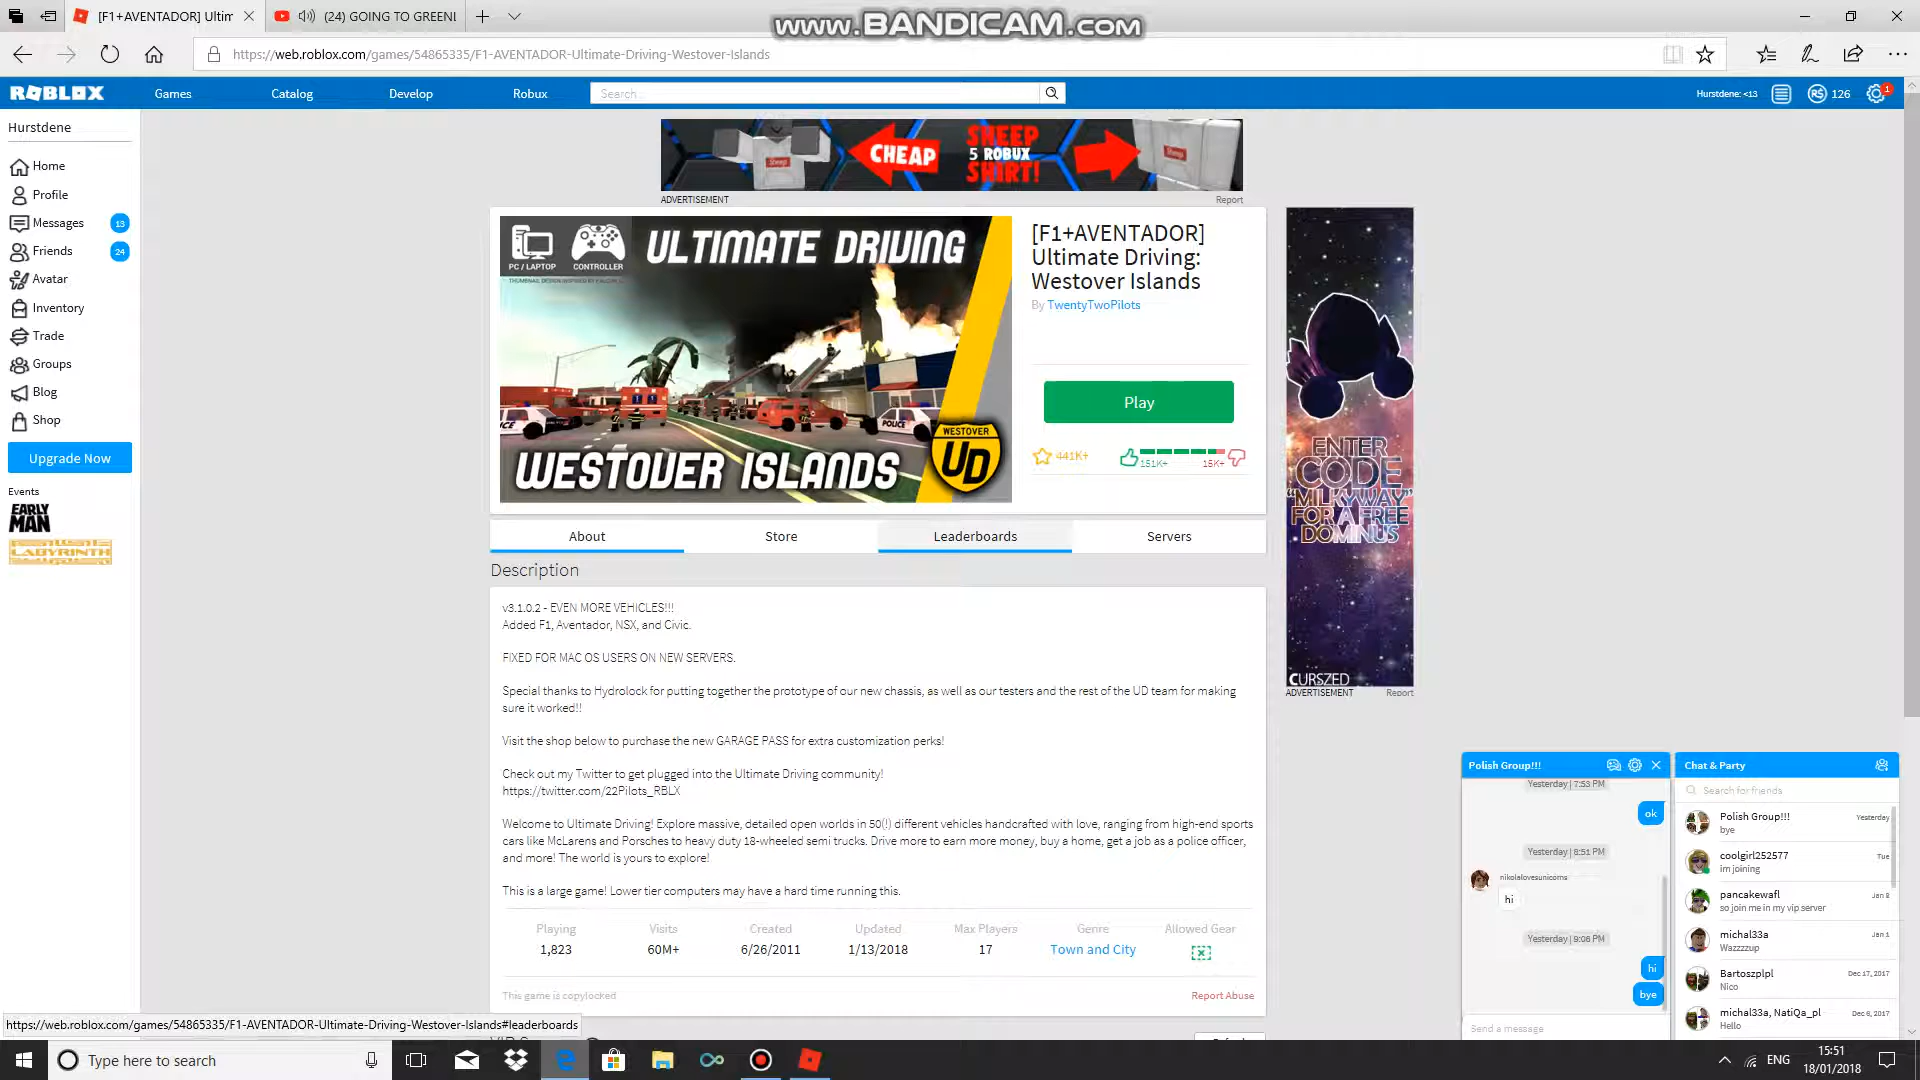 [F1+AVENTADOR] Ultim
(24) GOING TO GREENL
www.BANDICAM.com
https://web.roblox.com/games/54865335/F1-AVENTADOR-Ultimate-Driving-Westover-Islands
ROBLOX
Games
Catalog
Develop
Robux
Search
Hurstdene: <13
R$ 126
1
Hurstdene
Home
Profile
Messages 13
Friends 24
Avatar
Inventory
Trade
Groups
Blog
Shop
Upgrade Now
Events
EARLY
MAN
LABYRINTH
Sheep
CHEAP
SHEEP
5 ROBUX
SHIRT!
Sheep
ADVERTISEMENT
Report
PC / LAPTOP
CONTROLLER
ULTIMATE DRIVING
POLICE
WESTOVER
UD
WESTOVER ISLANDS
[F1+AVENTADOR]
Ultimate Driving:
Westover Islands
By TwentyTwoPilots
Play
441K+
151K+
15K+
ENTER
CODE
"MILKYWAY"
FOR A FREE
DOMINUS
CURSZED
ADVERTISEMENT
Report
About
Store
Leaderboards
Servers
Description
v3.1.0.2 - EVEN MORE VEHICLES!!!
Added F1, Aventador, NSX, and Civic.
FIXED FOR MAC OS USERS ON NEW SERVERS.
Special thanks to Hydrolock for putting together the prototype of our new chassis, as well as our testers and the rest of the UD team for making
sure it worked!!
Visit the shop below to purchase the new GARAGE PASS for extra customization perks!
Check out my Twitter to get plugged into the Ultimate Driving community!
https://twitter.com/22Pilots_RBLX
Welcome to Ultimate Driving! Explore massive, detailed open worlds in 50(!) different vehicles handcrafted with love, ranging from high-end sports
cars like McLarens and Porsches to heavy duty 18-wheeled semi trucks. Drive more to earn more money, buy a home, get a job as a police officer,
and more! The world is yours to explore!
This is a large game! Lower tier computers may have a hard time running this.
Playing
Visits
Created
Updated
Max Players
Genre
Allowed Gear
1,823
60M+
6/26/2011
1/13/2018
17
Town and City
This game is copylocked
Report Abuse
Polish Group!!!
Yesterday | 7:53 PM
ok
Yesterday | 8:51 PM
nikolalovesunicorns
hi
Yesterday | 9:06 PM
hi
bye
Send a message
Chat & Party
Search for friends
Polish Group!!! Yesterday
bye
coolgirl252577 Tue
im joining
pancakewafl Jan 8
so join me in my vip server
michal33a Jan 1
Wazzzzup
Bartoszplpl Dec 17, 2017
Nico
michal33a, NatiQa_pl Dec 6, 2017
Hello
https://web.roblox.com/games/54865335/F1-AVENTADOR-Ultimate-Driving-Westover-Islands#leaderboards
Type here to search
ENG
15:51
18/01/2018